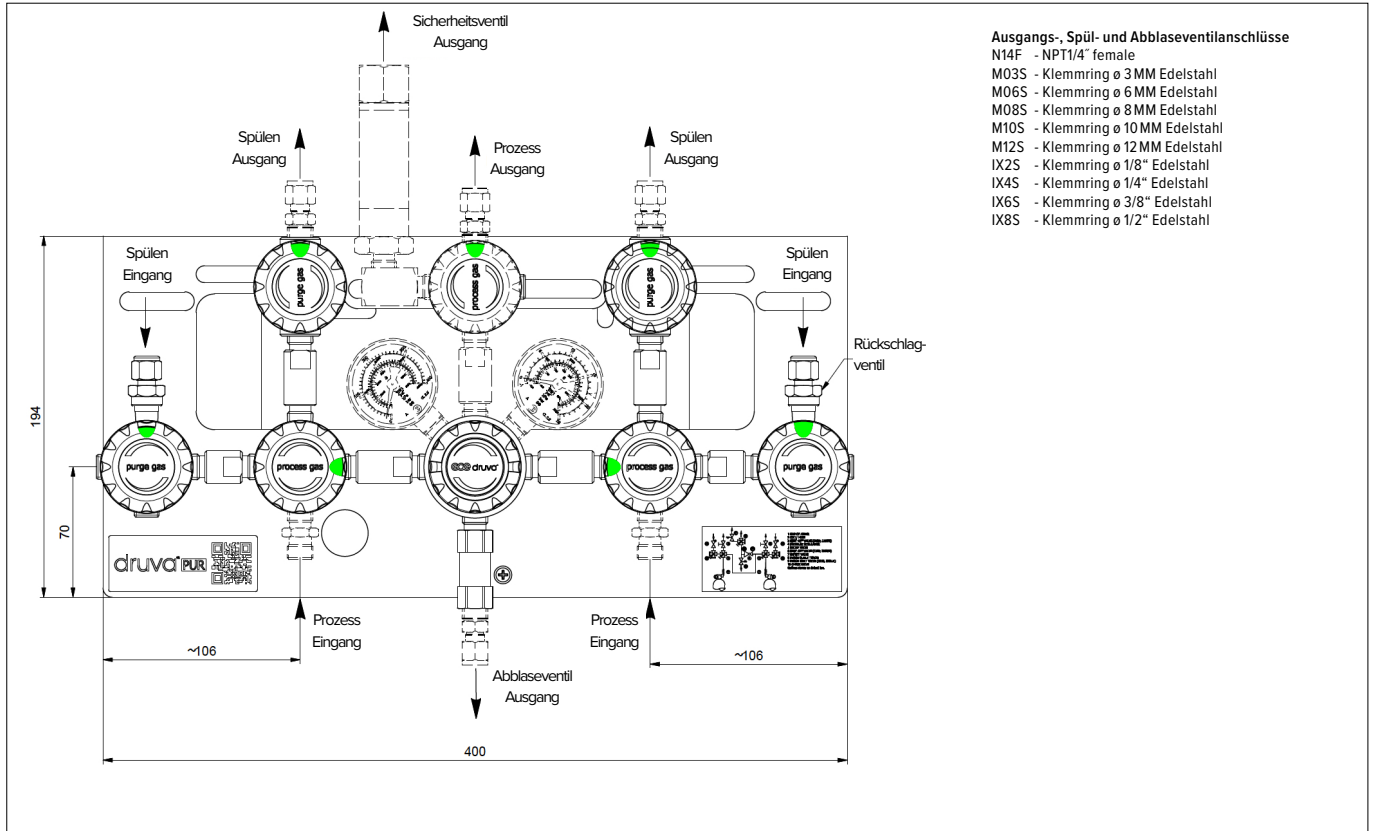 Sicherheitsventil
Ausgang
Spülen
Ausgang
Prozess
Ausgang
Spülen
Ausgang
Spülen
Eingang
Spülen
Eingang
purge gas
process gas
purge gas
Rückschlag-
ventil
194
70
purge gas
process gas
druva
process gas
purge gas
druva PUR
Prozess
Eingang
Prozess
Eingang
~106
~106
Abblaseventil
Ausgang
400
Ausgangs-, Spül- und Abblaseventilanschlüsse
N14F - NPT1/4˝ female
M03S - Klemmring ø 3 MM Edelstahl
M06S - Klemmring ø 6 MM Edelstahl
M08S - Klemmring ø 8 MM Edelstahl
M10S - Klemmring ø 10 MM Edelstahl
M12S - Klemmring ø 12 MM Edelstahl
IX2S - Klemmring ø 1/8“ Edelstahl
IX4S - Klemmring ø 1/4“ Edelstahl
IX6S - Klemmring ø 3/8“ Edelstahl
IX8S - Klemmring ø 1/2“ Edelstahl